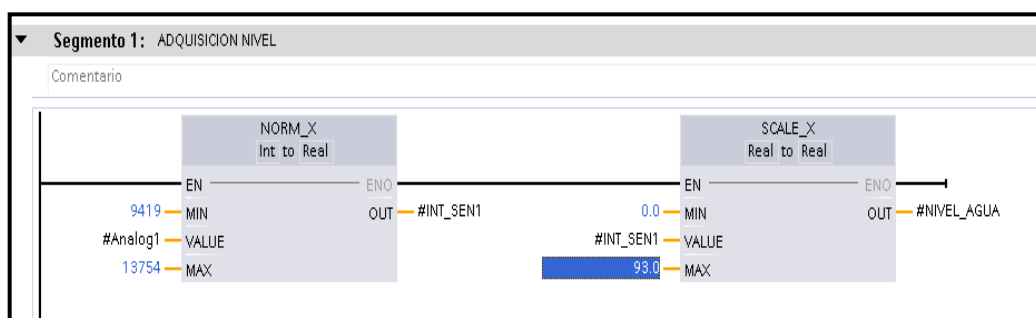 Segmento 1: ADQUISICION NIVEL
Comentario
NORM_X
Int to Real
EN
ENO
9419
MIN
OUT
#INT_SEN1
#Analog1
VALUE
13754
MAX
SCALE_X
Real to Real
EN
ENO
0.0
MIN
OUT
#NIVEL_AGUA
#INT_SEN1
VALUE
93.0
MAX